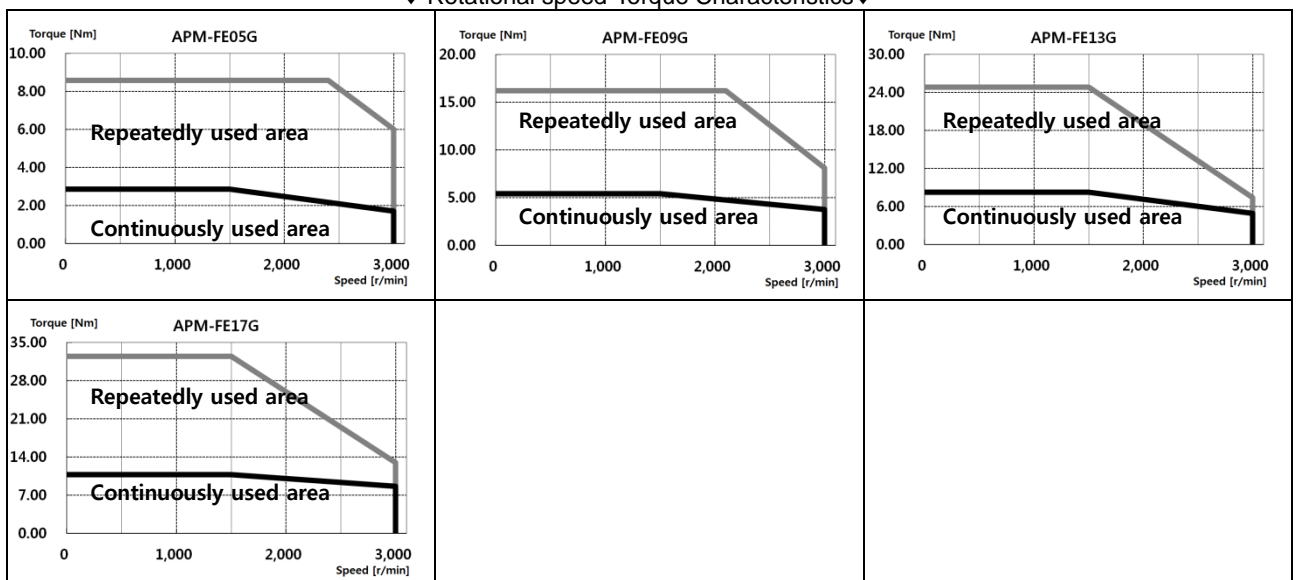 ▼ Rotational speed-Torque Characteristics▼
Torque [Nm]
APM-FE05G
10.00
8.00
6.00
4.00
2.00
0.00
Repeatedly used area
Continuously used area
0 1,000 2,000 3,000
Speed [r/min]
Torque [Nm]
APM-FE09G
20.00
15.00
10.00
5.00
0.00
Repeatedly used area
Continuously used area
0 1,000 2,000 3,000
Speed [r/min]
Torque [Nm]
APM-FE13G
30.00
24.00
18.00
12.00
6.00
0.00
Repeatedly used area
Continuously used area
0 1,000 2,000 3,000
Speed [r/min]
Torque [Nm]
APM-FE17G
35.00
28.00
21.00
14.00
7.00
0.00
Repeatedly used area
Continuously used area
0 1,000 2,000 3,000
Speed [r/min]